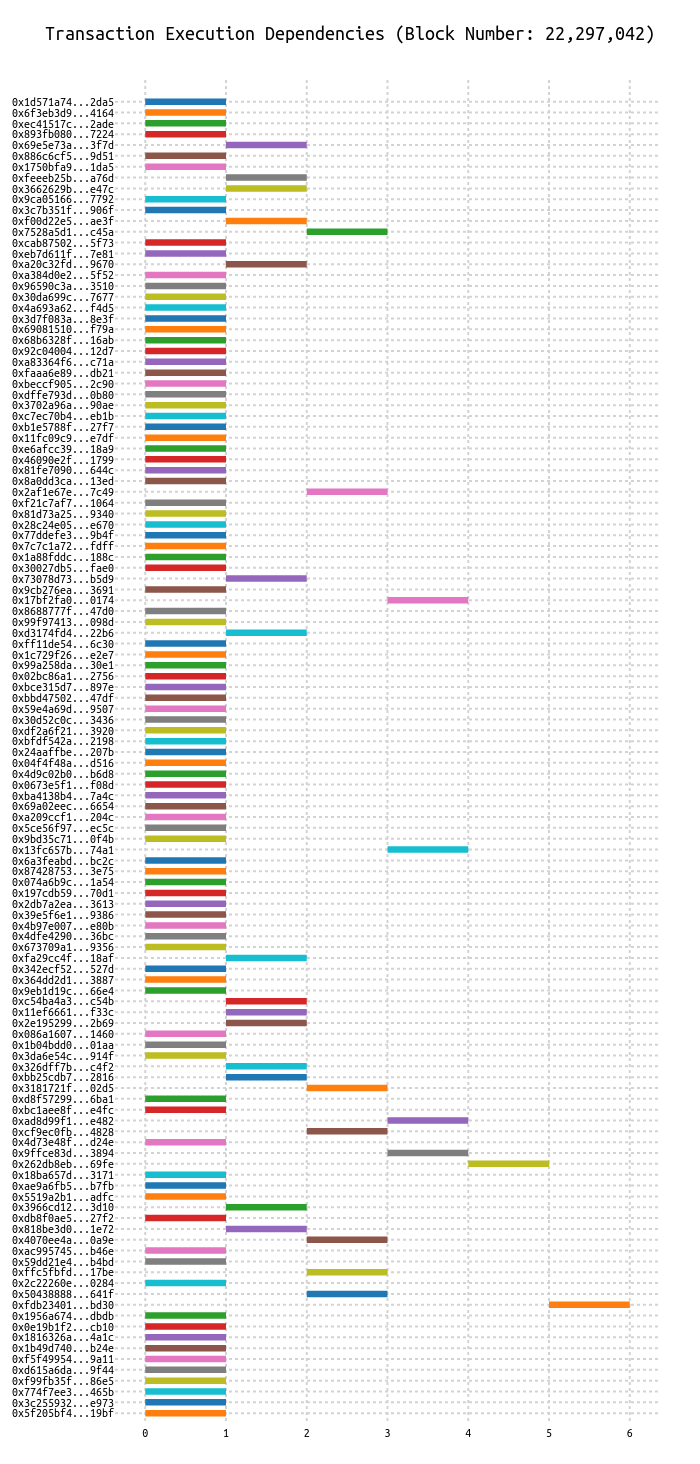 Transaction Execution Dependencies (Block Number: 22,297,042)
0x1d571a74...2da5
0x6f3eb3d9...4164
0xec41517c...2ade
0x893fb080...7224
0x69e5e73a...3f7d
0x886c6cf5...9d51
0x1750bfa9...1da5
0xfeeeb25b...a76d
0x3662629b...e47c
0x9ca05166...7792
0x3c7b351f...906f
0xf00d22e5...ae3f
0x7528a5d1...c45a
0xcab87502...5f73
0xeb7d611f...7e81
0xa20c32fd...9670
0xa384d0e2...5f52
0x96590c3a...3510
0x30da699c...7677
0x4a693a62...f4d5
0x3d7f083a...8e3f
0x69081510...f79a
0x68b6328f...16ab
0x92c04004...12d7
0xa83364f6...c71a
0xfaaa6e89...db21
0xbeccf905...2c90
0xdffe793d...0b80
0x3702a96a...90ae
0xc7ec70b4...eb1b
0xb1e5788f...27f7
0x11fc09c9...e7df
0xe6afcc39...18a9
0x46090e2f...1799
0x81fe7090...644c
0x8a0dd3ca...13ed
0x2af1e67e...7c49
0xf21c7af7...1064
0x81d73a25...9340
0x28c24e05...e670
0x77ddefe3...9b4f
0x7c7c1a72...fdff
0x1a88fddc...188c
0x30027db5...fae0
0x73078d73...b5d9
0x9cb276ea...3691
0x17bf2fa0...0174
0x8688777f...47d0
0x99f97413...098d
0xd3174fd4...22b6
0xff11de54...6c30
0x1c729f26...e2e7
0x99a258da...30e1
0x02bc86a1...2756
0xbce315d7...897e
0xbbd47502...47df
0x59e4a69d...9507
0x30d52c0c...3436
0xdf2a6f21...3920
0xbfdf542a...2198
0x24aaffbe...207b
0x04f4f48a...d516
0x4d9c02b0...b6d8
0x0673e5f1...f08d
0xba4138b4...7a4c
0x69a02eec...6654
0xa209ccf1...204c
0x5ce56f97...ec5c
0x9bd35c71...0f4b
0x13fc657b...74a1
0x6a3feabd...bc2c
0x87428753...3e75
0x074a6b9c...1a54
0x197cdb59...70d1
0x2db7a2ea...3613
0x39e5f6e1...9386
0x4b97e007...e80b
0x4dfe4290...36bc
0x673709a1...9356
0xfa29cc4f...18af
0x342ecf52...527d
0x364dd2d1...3887
0x9eb1d19c...66e4
0xc54ba4a3...c54b
0x11ef6661...f33c
0x2e195299...2b69
0x086a1607...1460
0x1b04bdd0...01aa
0x3da6e54c...914f
0x326dff7b...c4f2
0xbb25cdb7...2816
0x3181721f...02d5
0xd8f57299...6ba1
0xbc1aee8f...e4fc
0xad8d99f1...e482
0xcf9ec0fb...4828
0x4d73e48f...d24e
0x9ffce83d...3894
0x262db8eb...69fe
0x18ba657d...3171
0xae9a6fb5...b7fb
0x5519a2b1...adfc
0x3966cd12...3d10
0xdb8f0ae5...27f2
0x818be3d0...1e72
0x4070ee4a...0a9e
0xac995745...b46e
0x59dd21e4...b4bd
0xffc5fbfd...17be
0x2c22260e...0284
0x50438888...641f
0xfdb23401...bd30
0x1956a674...dbdb
0x0e19b1f2...cb10
0x1816326a...4a1c
0x1b49d740...b24e
0xf5f49954...9a11
0xd615a6da...9f44
0xf99fb35f...86e5
0x774f7ee3...465b
0x3c255932...e973
0x5f205bf4...19bf
0 1 2 3 4 5 6